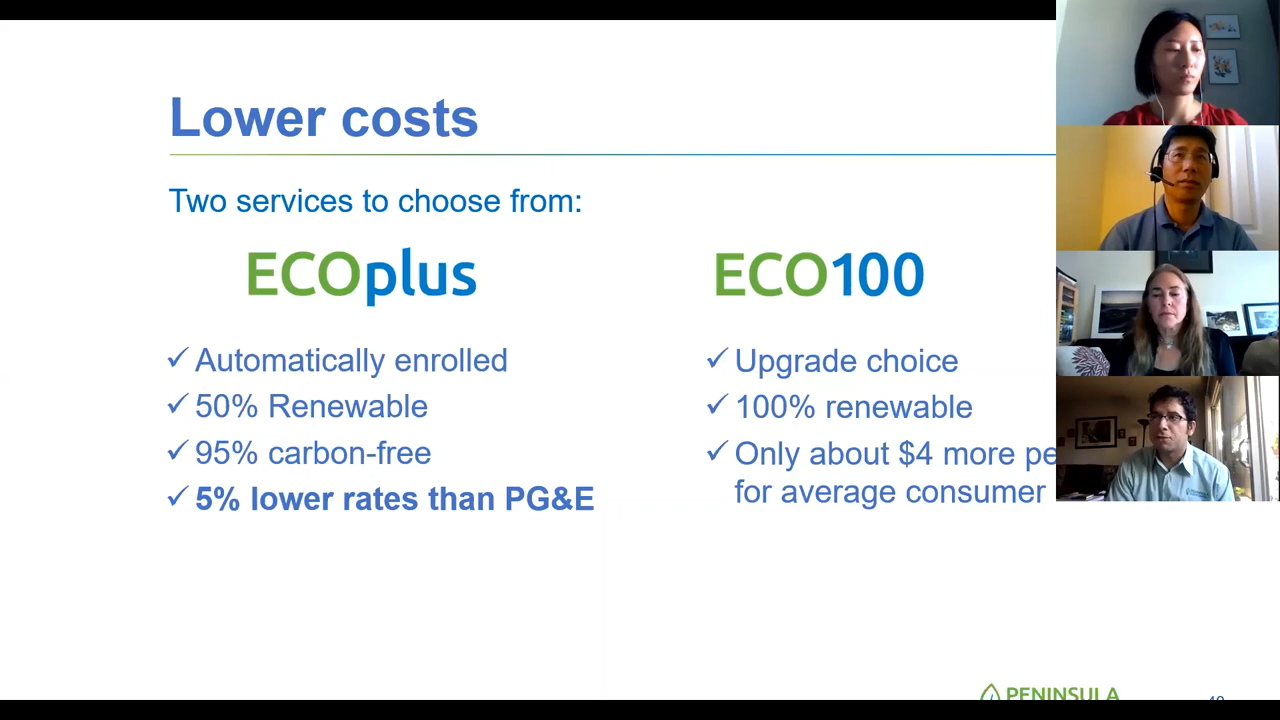 Lower costs
Two services to choose from:
ECOplus
✓ Automatically enrolled
✓ 50% Renewable
✓ 95% carbon-free
✓ 5% lower rates than PG&E
ECO100
✓ Upgrade choice
✓ 100% renewable
✓ Only about $4 more pe
for average consumer
PENINSULA